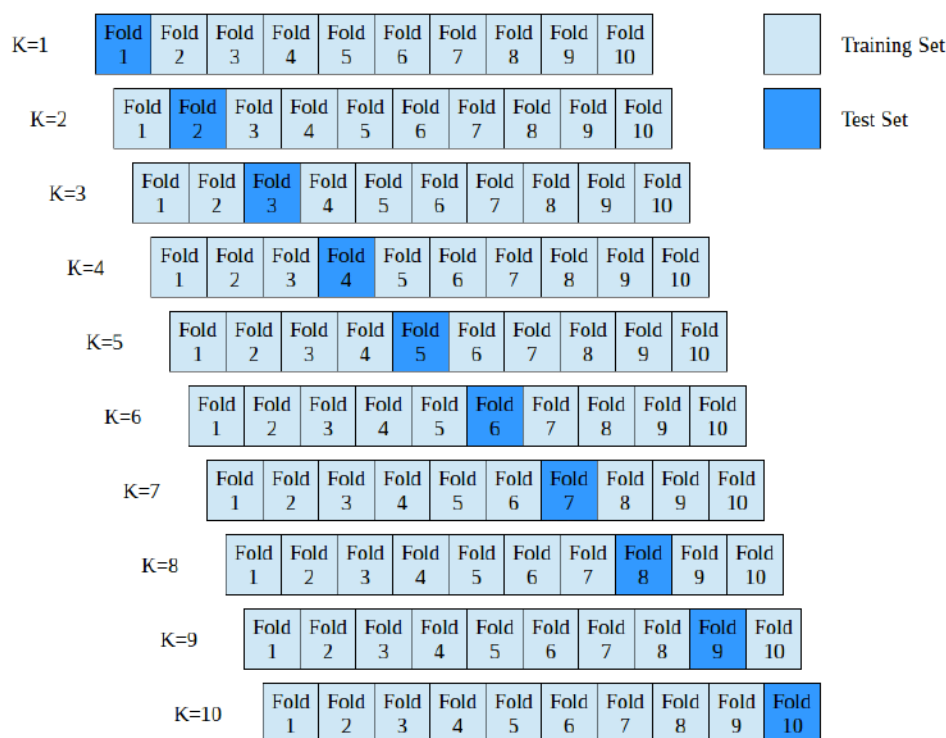 Fold Fold Fold Fold Fold Fold Fold Fold Fold Fold
K=1
1 2 3 4 5 6 7 8 9 10
Training Set
Fold Fold Fold Fold Fold Fold Fold Fold Fold Fold
K=2
1 2 3 4 5 6 7 8 9 10
Test Set
Fold Fold Fold Fold Fold Fold Fold Fold Fold Fold
K=3
1 2 3 4 5 6 7 8 9 10
Fold Fold Fold Fold Fold Fold Fold Fold Fold Fold
K=4
1 2 3 4 5 6 7 8 9 10
Fold Fold Fold Fold Fold Fold Fold Fold Fold Fold
K=5
1 2 3 4 5 6 7 8 9 10
Fold Fold Fold Fold Fold Fold Fold Fold Fold Fold
K=6
1 2 3 4 5 6 7 8 9 10
Fold Fold Fold Fold Fold Fold Fold Fold Fold Fold
K=7
1 2 3 4 5 6 7 8 9 10
Fold Fold Fold Fold Fold Fold Fold Fold Fold Fold
K=8
1 2 3 4 5 6 7 8 9 10
Fold Fold Fold Fold Fold Fold Fold Fold Fold Fold
K=9
1 2 3 4 5 6 7 8 9 10
Fold Fold Fold Fold Fold Fold Fold Fold Fold Fold
K=10
1 2 3 4 5 6 7 8 9 10